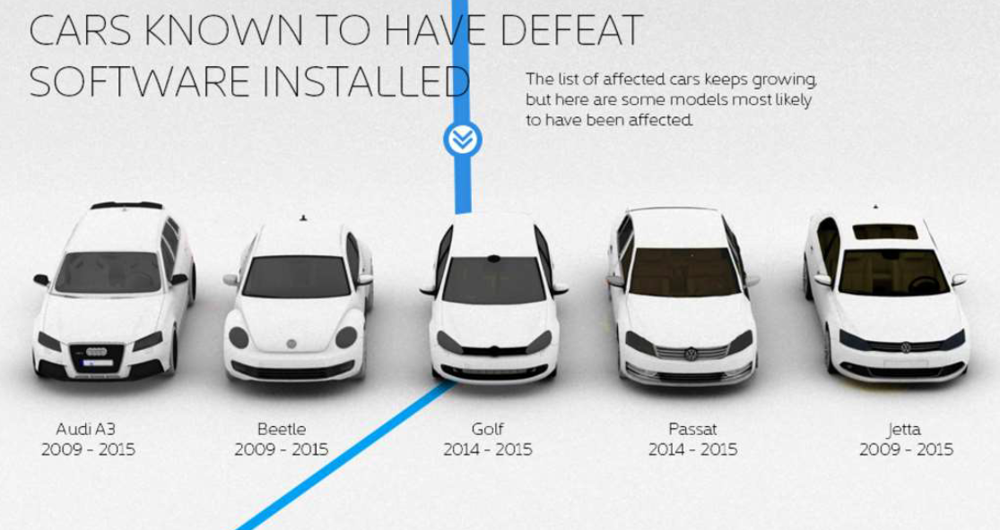 CARS KNOWN TO HAVE DEFEAT
SOFTWARE INSTALLED
The list of affected cars keeps growing,
but here are some models most likely
to have been affected.
Audi A3
2009 - 2015
Beetle
2009 - 2015
Golf
2014 - 2015
Passat
2014 - 2015
Jetta
2009 - 2015